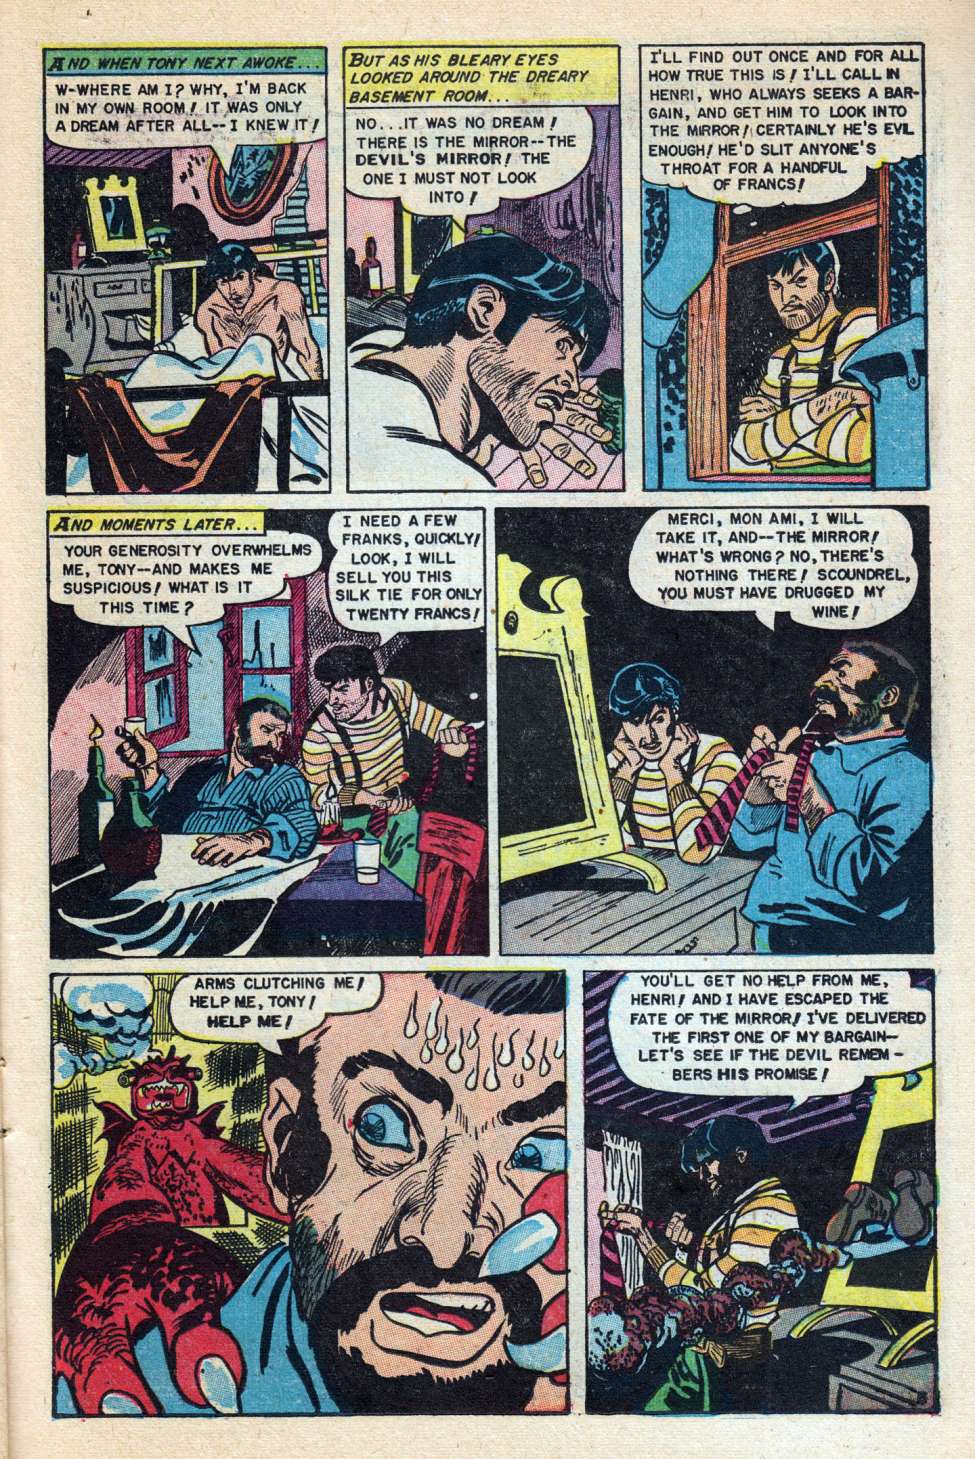 AND WHEN TONY NEXT AWOKE...
W-WHERE AM I? WHY, I'M BACK
IN MY OWN ROOM! IT WAS ONLY
A DREAM AFTER ALL--I KNEW IT!
BUT AS HIS BLEARY EYES
LOOKED AROUND THE DREARY
BASEMENT ROOM...
NO...IT WAS NO DREAM!
THERE IS THE MIRROR--THE
DEVIL'S MIRROR! THE
ONE I MUST NOT LOOK
INTO!
I'LL FIND OUT ONCE AND FOR ALL
HOW TRUE THIS IS! I'LL CALL IN
HENRI, WHO ALWAYS SEEKS A BAR-
GAIN, AND GET HIM TO LOOK INTO
THE MIRROR! CERTAINLY HE'S EVIL
ENOUGH! HE'D SLIT ANYONE'S
THROAT FOR A HANDFUL
OF FRANCS!
AND MOMENTS LATER...
YOUR GENEROSITY OVERWHELMS
ME, TONY--AND MAKES ME
SUSPICIOUS! WHAT IS IT
THIS TIME?
I NEED A FEW
FRANKS, QUICKLY!
LOOK, I WILL
SELL YOU THIS
SILK TIE FOR ONLY
TWENTY FRANCS!
MERCI, MON AMI, I WILL
TAKE IT, AND--THE MIRROR!
WHAT'S WRONG? NO, THERE'S
NOTHING THERE! SCOUNDREL,
YOU MUST HAVE DRUGGED MY
WINE!
ARMS CLUTCHING ME!
HELP ME, TONY!
HELP ME!
YOU'LL GET NO HELP FROM ME,
HENRI! AND I HAVE ESCAPED THE
FATE OF THE MIRROR! I'VE DELIVERED
THE FIRST ONE OF MY BARGAIN--
LET'S SEE IF THE DEVIL REMEM-
BERS HIS PROMISE!